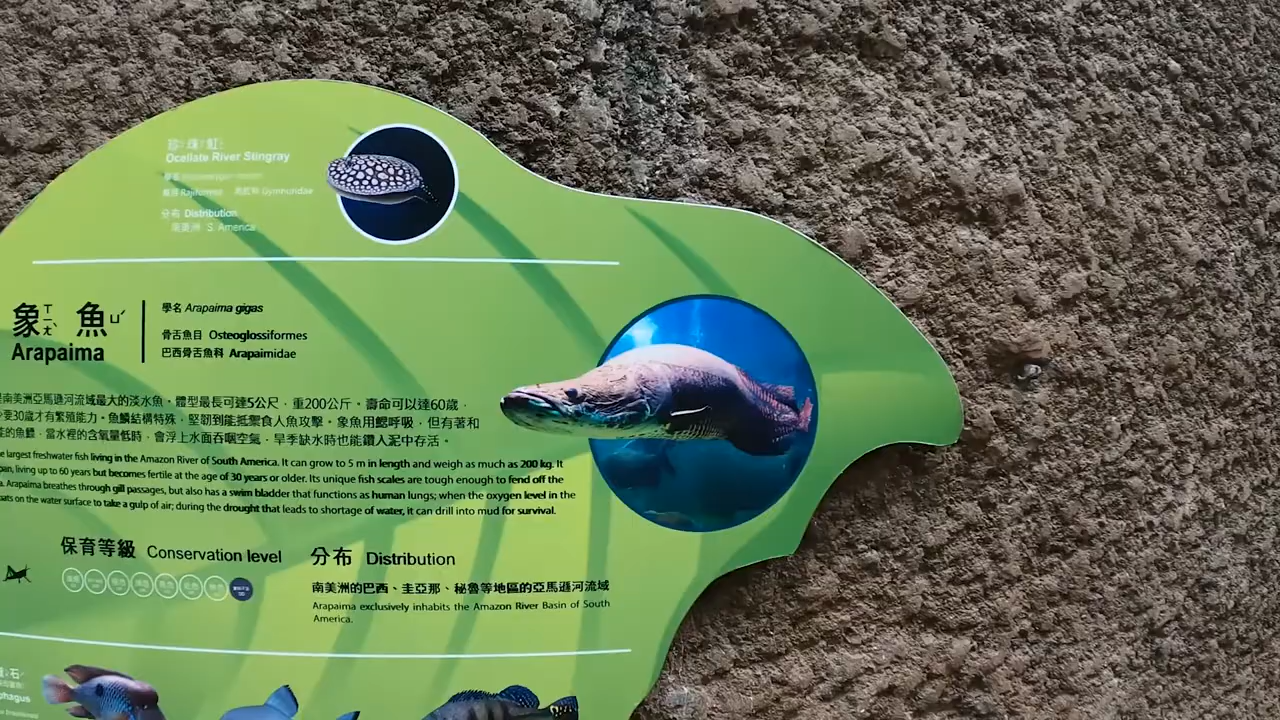 珍珠魟
Ocellate River Stingray
Rajiformes Gymnuridae
分布 Distribution
南美洲 S. America
象ㄒㄧㄤˋ 魚ㄩˊ
Arapaima
學名 Arapaima gigas
骨舌魚目 Osteoglossiformes
巴西骨舌魚科 Arapaimidae
是南美洲亞馬遜河流域最大的淡水魚。體型最長可達5公尺，重200公斤。壽命可以達60歲，
要30歲才有繁殖能力。魚鱗結構特殊，堅韌到能抵禦食人魚攻擊。象魚用鰓呼吸，但有著和
的魚鰾，當水裡的含氧量低時，會浮上水面吞嚥空氣，旱季缺水時也能鑽入泥中存活。
largest freshwater fish living in the Amazon River of South America. It can grow to 5 m in length and weigh as much as 200 kg. It
living up to 60 years but becomes fertile at the age of 30 years or older. Its unique fish scales are tough enough to fend off the
Arapaima breathes through gill passages, but also has a swim bladder that functions as human lungs; when the oxygen level in the
on the water surface to take a gulp of air; during the drought that leads to shortage of water, it can drill into mud for survival.
保育等級 Conservation level
分布 Distribution
南美洲的巴西、圭亞那、秘魯等地區的亞馬遜河流域
Arapaima exclusively inhabits the Amazon River Basin of South
America.
石